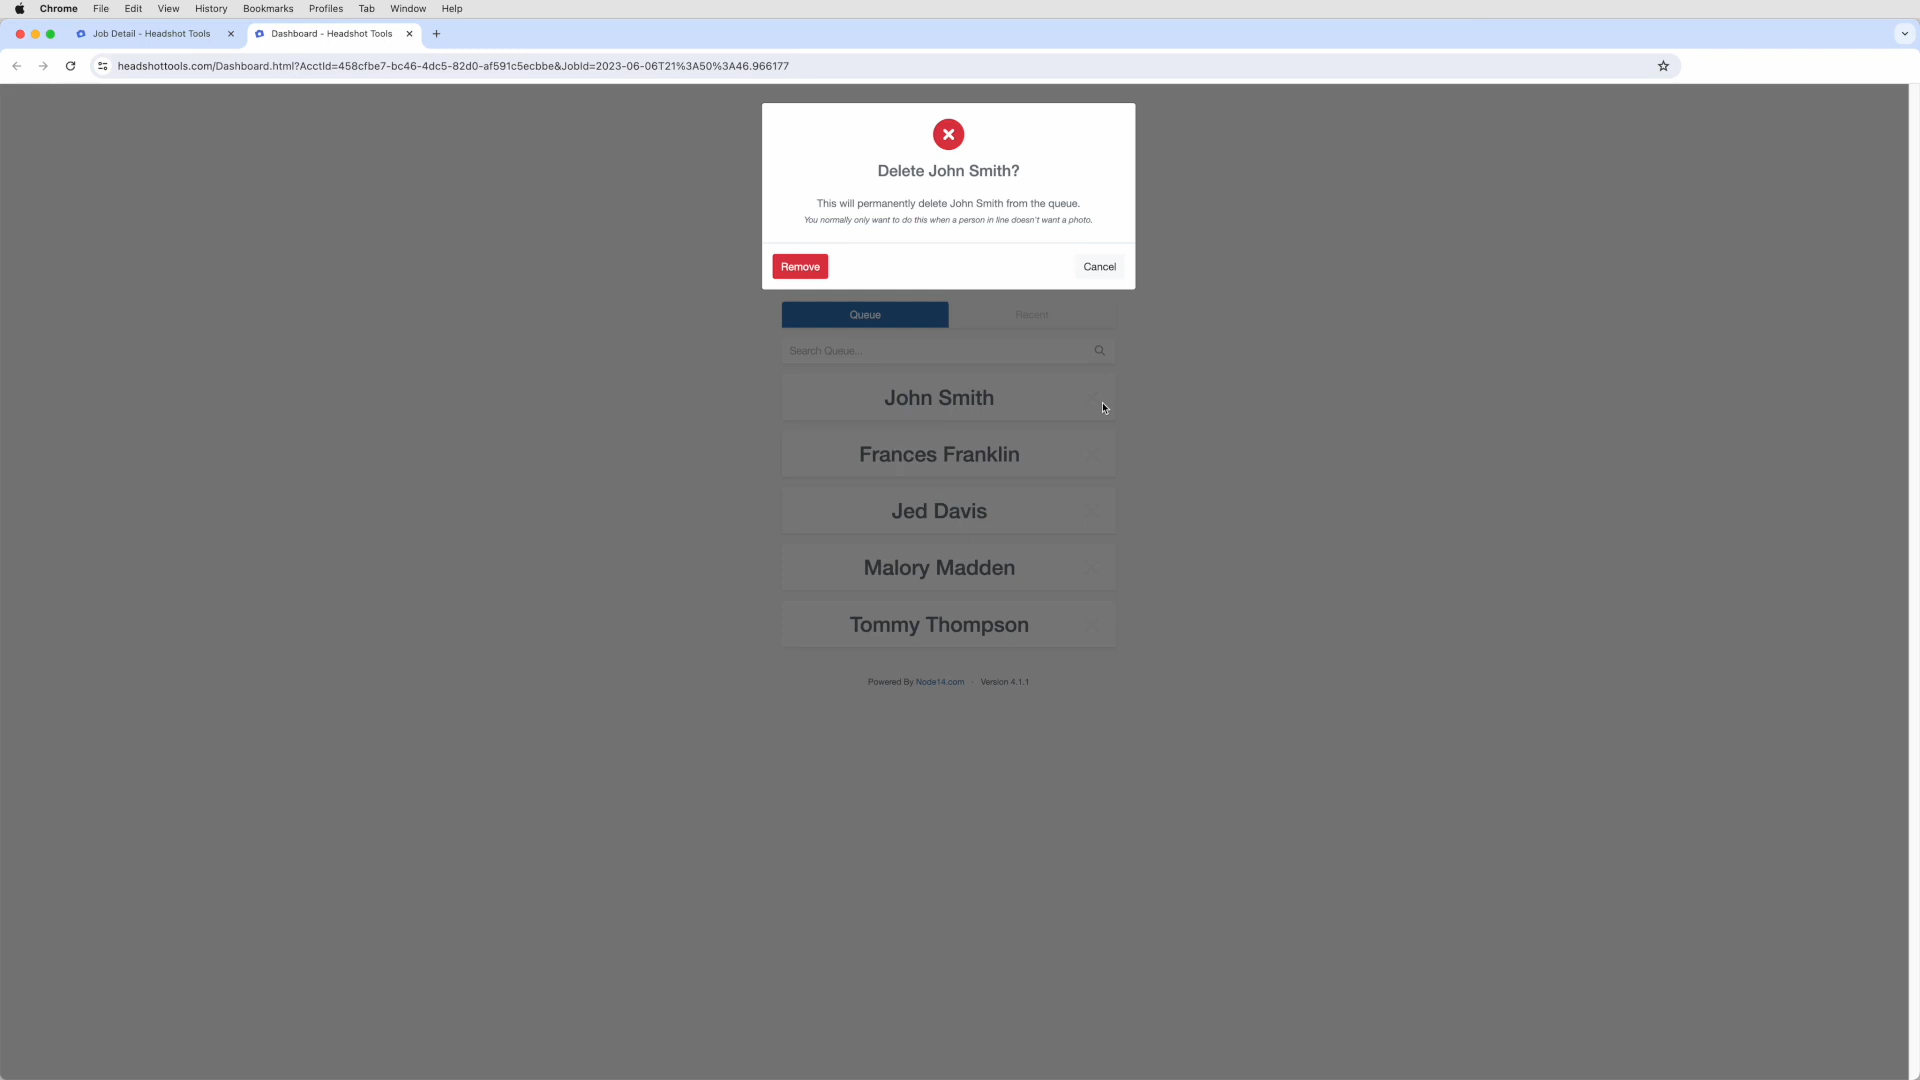 Chrome File Edit View History Bookmarks Profiles Tab Window Help
Job Detail - Headshot Tools Dashboard - Headshot Tools
headshottools.com/Dashboard.html?AcctId=458cfbe7-bc46-4dc5-82d0-af591c5ecbbe&JobId=2023-06-06T21%3A50%3A46.966177
Delete John Smith?
This will permanently delete John Smith from the queue.
You normally only want to do this when a person in line doesn't want a photo.
Remove Cancel
Queue Recent
Search Queue...
John Smith
Frances Franklin
Jed Davis
Malory Madden
Tommy Thompson
Powered By Node14.com · Version 4.1.1